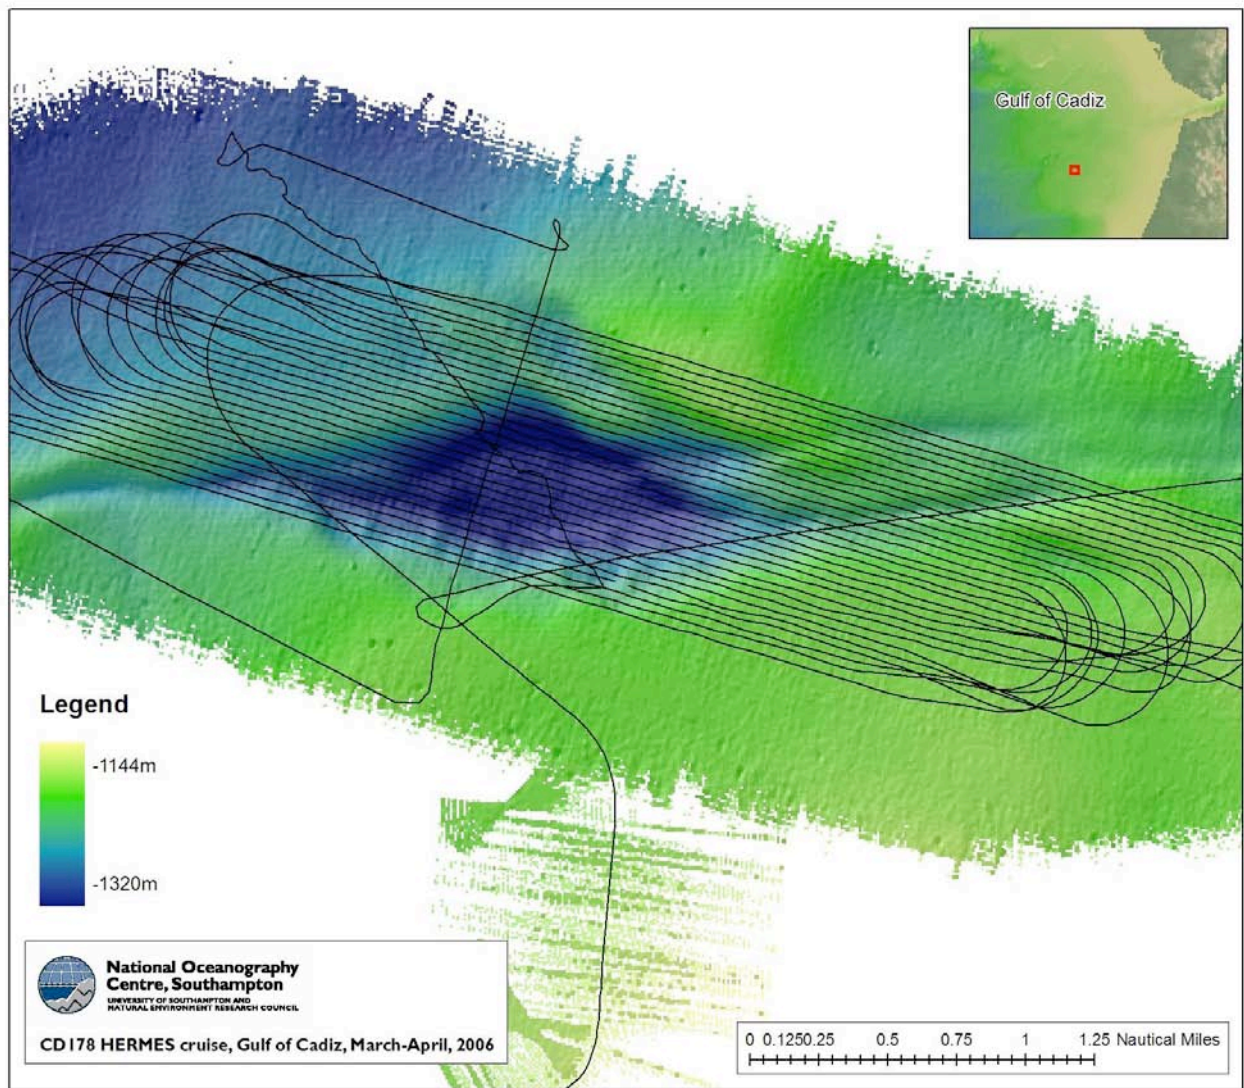 Gulf of Cadiz
Legend
-1144m
-1320m
National Oceanography
Centre, Southampton
UNIVERSITY OF SOUTHAMPTON AND
NATURAL ENVIRONMENT RESEARCH COUNCIL
CD178 HERMES cruise, Gulf of Cadiz, March-April, 2006
0 0.1250.25 0.5 0.75 1 1.25 Nautical Miles